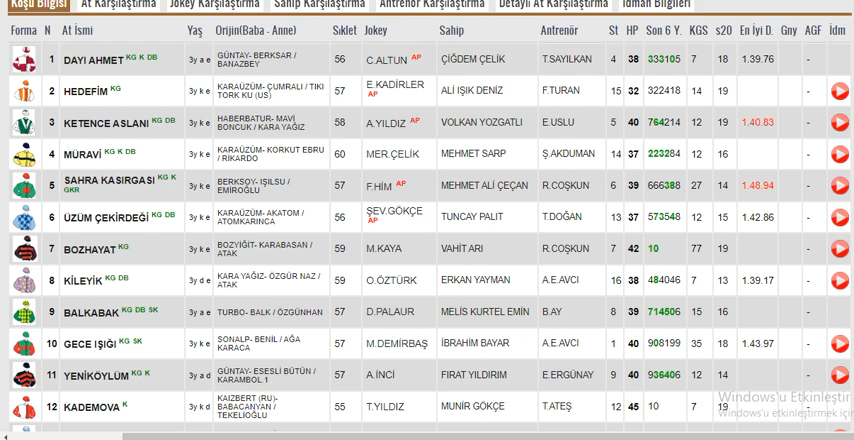 Koşu Bilgisi At Karşılaştırma Jokey Karşılaştırma Sahip Karşılaştırma Antrenör Karşılaştırma Detaylı At Karşılaştırma İdman Bilgileri
Forma N At İsmi Yaş Orijin(Baba - Anne) Sıklet Jokey Sahip Antrenör St HP Son 6 Y. KGS s20 En İyi D. Gny AGF İdm
1 DAYI AHMET KG K DB 3y a e GÜNTAY- BERKSAR / BANAZBEY 56 C.ALTUN AP ÇİĞDEM ÇELİK T.SAYILKAN 4 38 333105 7 18 1.39.76 -
2 HEDEFİM KG 3y k e KARAÜZÜM- ÇUMRALI / TIKI TORK KU (US) 57 E.KADİRLER AP ALİ IŞIK DENİZ F.TURAN 15 32 322418 14 19 -
3 KETENCE ASLANI KG DB 3y k e HABERBATUR- MAVİ BONCUK / KARA YAĞIZ 58 A.YILDIZ AP VOLKAN YOZGATLI E.USLU 5 40 764214 12 19 1.40.83 -
4 MÜRAVİ KG K DB 3y k e KARAÜZÜM- KORKUT EBRU / RİKARDO 60 MER.ÇELİK MEHMET SARP Ş.AKDUMAN 14 37 223284 12 16 -
5 SAHRA KASIRGASI KG K GKR 3y k e BERKSOY- IŞILSU / EMİROĞLU 57 F.HİM AP MEHMET ALİ ÇEÇAN R.COŞKUN 6 39 666388 27 14 1.48.94 -
6 ÜZÜM ÇEKİRDEĞİ KG DB 3y k e KARAÜZÜM- AKATOM / ATOMKARINCA 56 ŞEV.GÖKÇE AP TUNCAY PALIT T.DOĞAN 13 37 573548 12 15 1.42.86 -
7 BOZHAYAT KG 3y k e BOZYİĞİT- KARABASAN / ATAK 59 M.KAYA VAHİT ARI R.COŞKUN 7 42 10 77 19 -
8 KİLEYİK KG DB 3y d e KARA YAĞIZ- ÖZGÜR NAZ / ATAK 59 O.ÖZTÜRK ERKAN YAYMAN A.E.AVCI 16 38 484046 7 13 1.39.17 -
9 BALKABAK KG DB SK 3y a e TURBO- BALK / ÖZGÜNHAN 57 D.PALAUR MELİS KURTEL EMİN B.AY 8 39 714506 15 16 -
10 GECE IŞIĞI KG SK 3y a e SONALP- BENİL / AĞA KARACA 57 M.DEMİRBAŞ İBRAHİM BAYAR A.E.AVCI 1 40 908199 35 18 1.43.97 -
11 YENİKÖYLÜM KG K 3y a d GÜNTAY- ESESLİ BÜTÜN / KARAMBOL.1 57 A.İNCİ FIRAT YILDIRIM E.ERGÜNAY 9 40 936406 7 14 -
12 KADEMOVA K 3y k d KAIZBERT (RU)- BABACANYAN / TEKELİOĞLU 55 T.YILDIZ MUNİR GÖKÇE T.ATEŞ 12 45 10 7 19 -
Windows'u Etkinleştir
Windows'u etkinleştirmek için